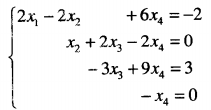 2x₁ − 2x₂ + 6x₄ = −2
x₂ + 2x₃ − 2x₄ = 0
− 3x₃ + 9x₄ = 3
− x₄ = 0